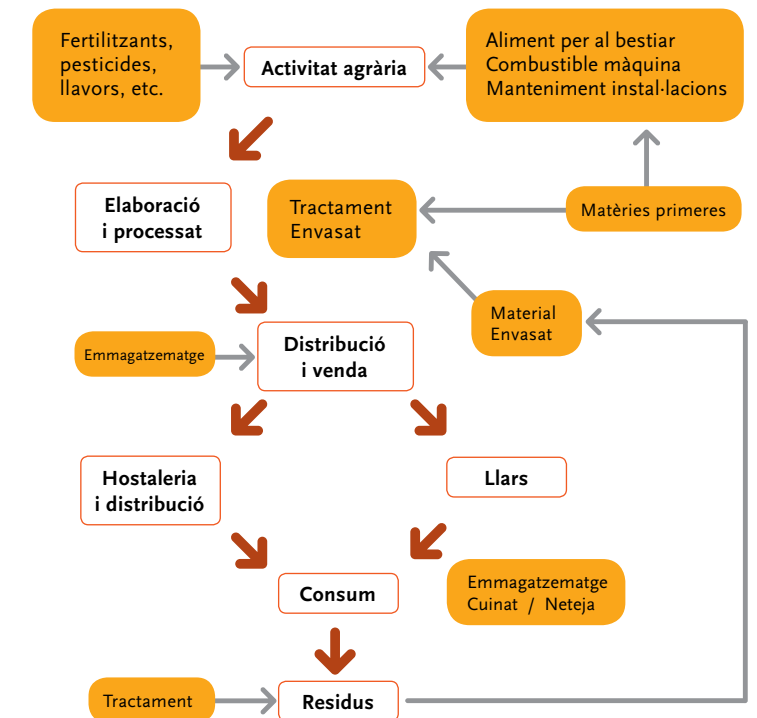 Fertilitzants,
pesticides,
llavors, etc.
Activitat agrària
Aliment per al bestiar
Combustible màquina
Manteniment instal·lacions
Elaboració
i processat
Tractament
Envasat
Matèries primeres
Material
Envasat
Emmagatzematge
Distribució
i venda
Hostaleria
i distribució
Llars
Consum
Emmagatzematge
Cuinat / Neteja
Tractament
Residus